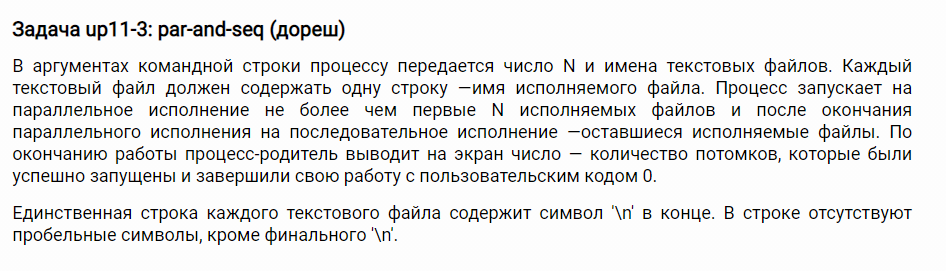 Задача up11-3: par-and-seq (дореш)
В аргументах командной строки процессу передается число N и имена текстовых файлов. Каждый
текстовый файл должен содержать одну строку —имя исполняемого файла. Процесс запускает на
параллельное исполнение не более чем первые N исполняемых файлов и после окончания
параллельного исполнения на последовательное исполнение —оставшиеся исполняемые файлы. По
окончанию работы процесс-родитель выводит на экран число — количество потомков, которые были
успешно запущены и завершили свою работу с пользовательским кодом 0.
Единственная строка каждого текстового файла содержит символ '\n' в конце. В строке отсутствуют
пробельные символы, кроме финального '\n'.